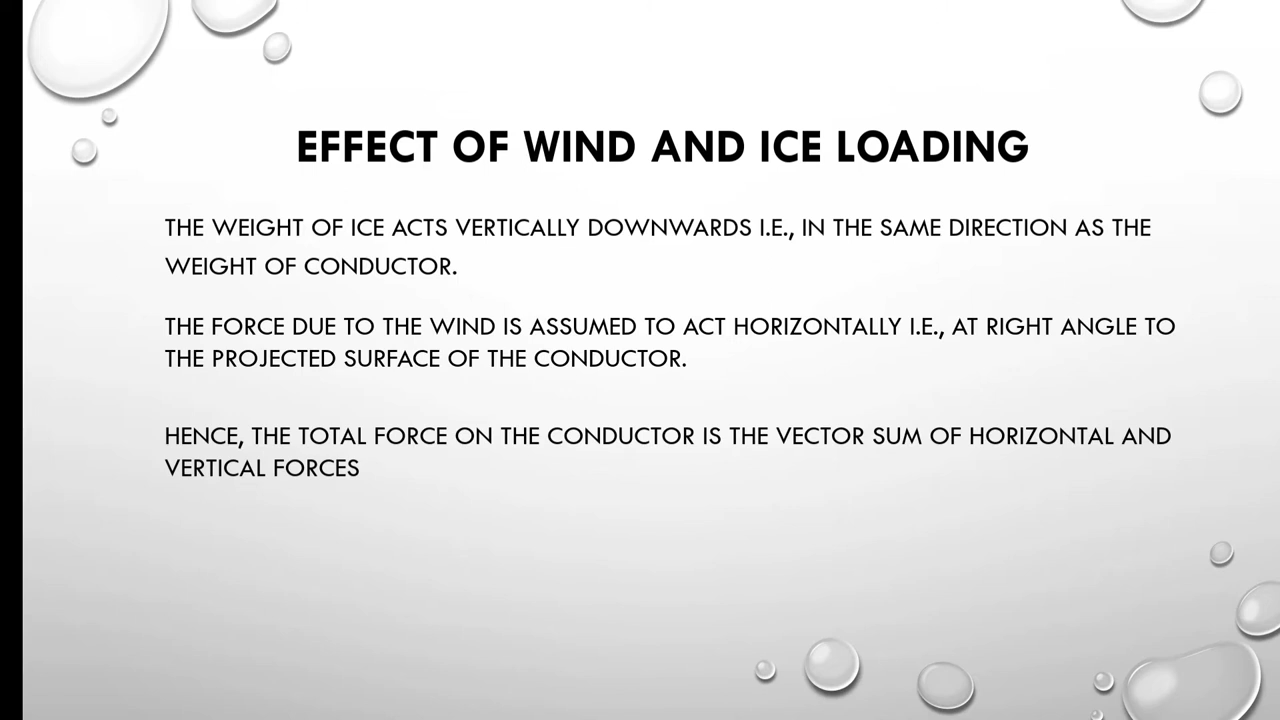 EFFECT OF WIND AND ICE LOADING
THE WEIGHT OF ICE ACTS VERTICALLY DOWNWARDS I.E., IN THE SAME DIRECTION AS THE
WEIGHT OF CONDUCTOR.
THE FORCE DUE TO THE WIND IS ASSUMED TO ACT HORIZONTALLY I.E., AT RIGHT ANGLE TO
THE PROJECTED SURFACE OF THE CONDUCTOR.
HENCE, THE TOTAL FORCE ON THE CONDUCTOR IS THE VECTOR SUM OF HORIZONTAL AND
VERTICAL FORCES